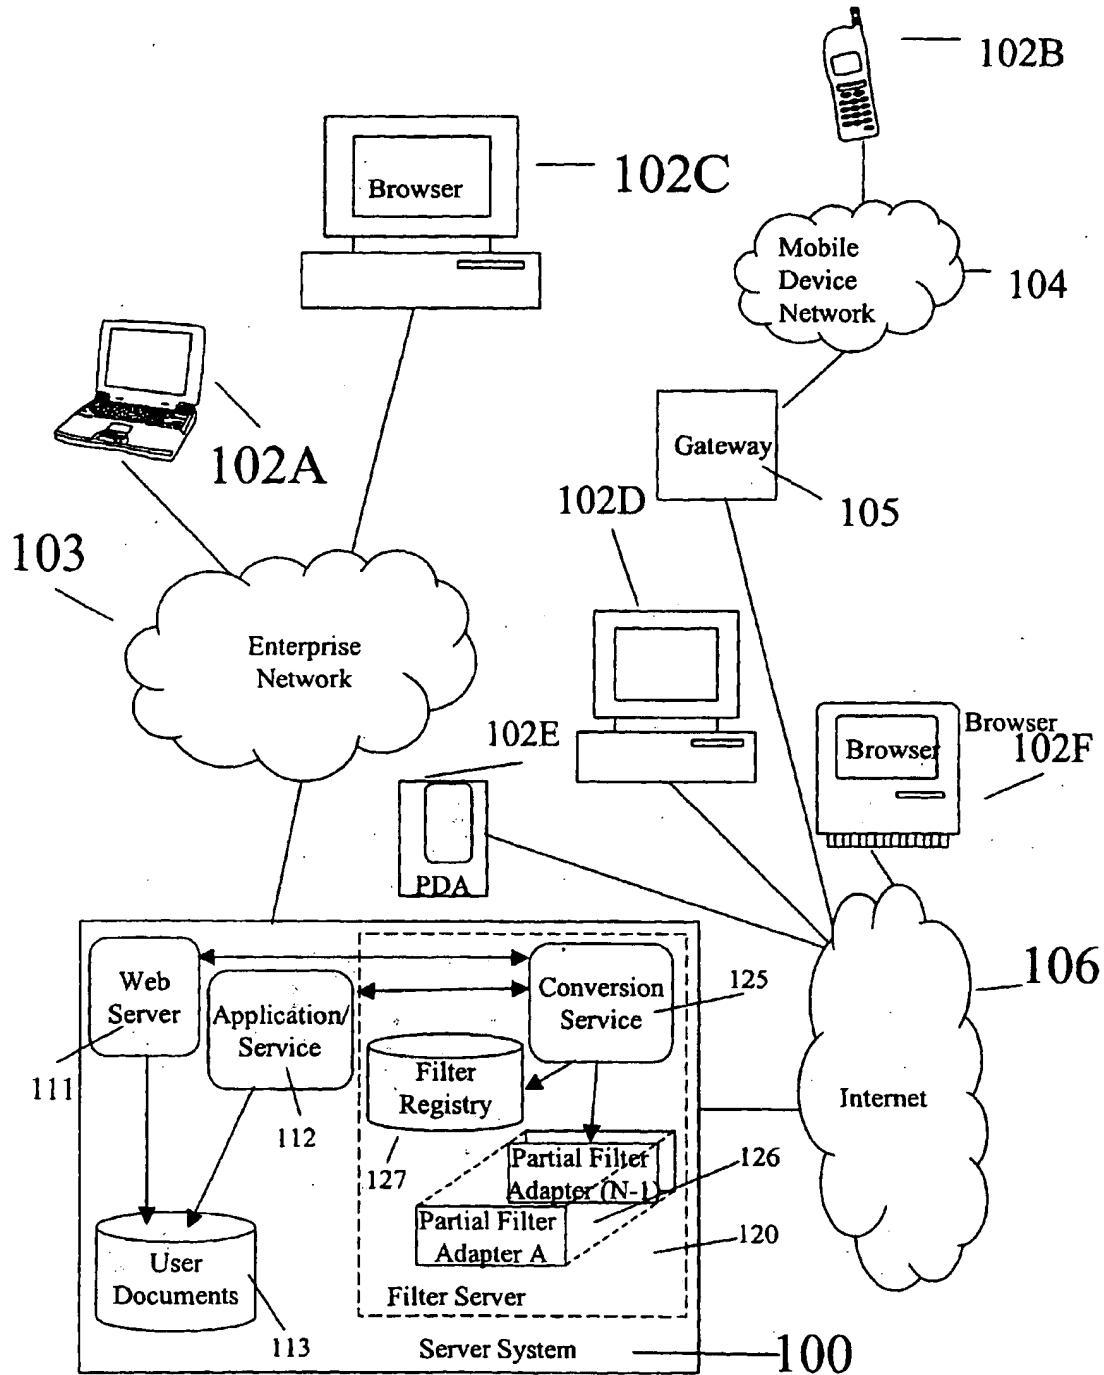 102B
Browser
102C
Mobile
Device
Network
104
102A
Gateway
105
102D
103
Enterprise
Network
102E
Browser
Browser
102F
PDA
Web
Server
111
Application/
Service
112
Conversion
Service
125
106
Filter
Registry
127
Internet
Partial Filter
Adapter (N-1)
126
Partial Filter
Adapter A
120
User
Documents
113
Filter Server
Server System
100